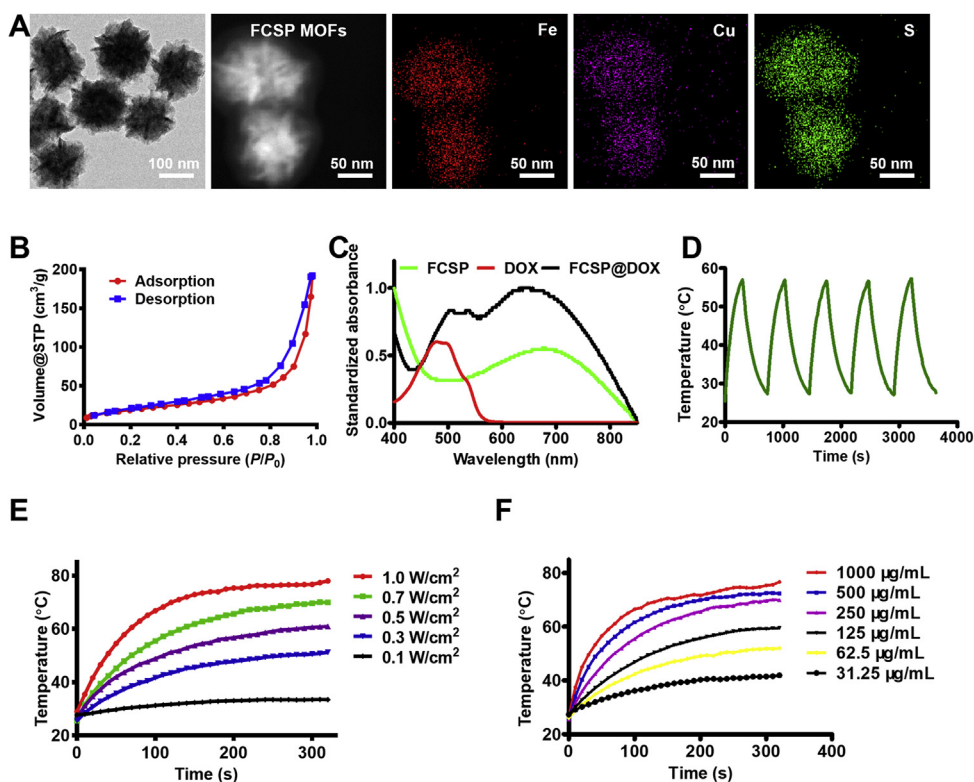 A
FCSP MOFs
Fe
Cu
S
100 nm
50 nm
50 nm
50 nm
50 nm
B
Volume@STP (cm³/g)
200
150
100
50
0
Adsorption
Desorption
0.0 0.2 0.4 0.6 0.8 1.0
Relative pressure (P/P₀)
C
Standardized absorbance
FCSP DOX FCSP@DOX
1.0
0.5
0.0
400 500 600 700 800
Wavelength (nm)
D
Temperature (°C)
60
50
40
30
20
0 1000 2000 3000 4000
Time (s)
E
Temperature (°C)
80
60
40
20
0 100 200 300
Time (s)
1.0 W/cm²
0.7 W/cm²
0.5 W/cm²
0.3 W/cm²
0.1 W/cm²
F
Temperature (°C)
80
60
40
20
0 100 200 300 400
Time (s)
1000 µg/mL
500 µg/mL
250 µg/mL
125 µg/mL
62.5 µg/mL
31.25 µg/mL